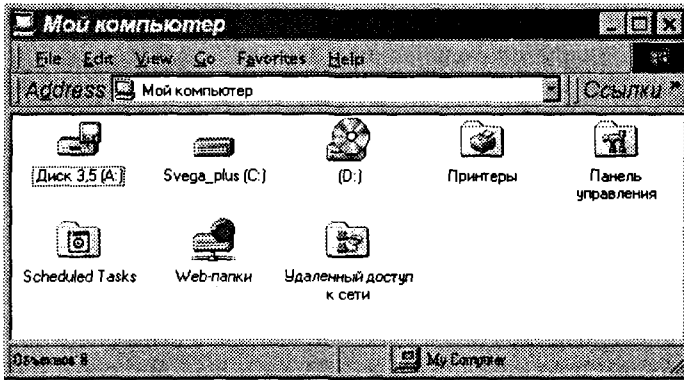 Мой компьютер
File Edit View Go Favorites Help
Address Мой компьютер Ссылки »
Диск 3,5 (A:) Svega_plus (C:) (D:) Принтеры Панель
управления
Scheduled Tasks Web-папки Удаленный доступ
к сети
Объектов: 8 My Computer